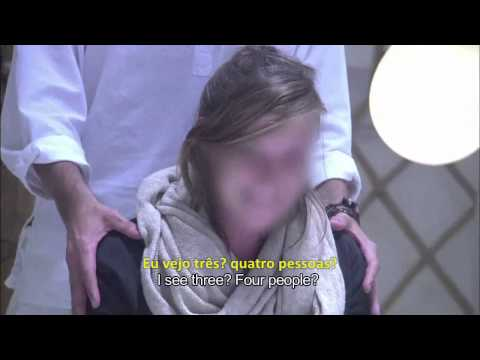 Eu vejo três? quatro pessoas?
I see three? Four people?